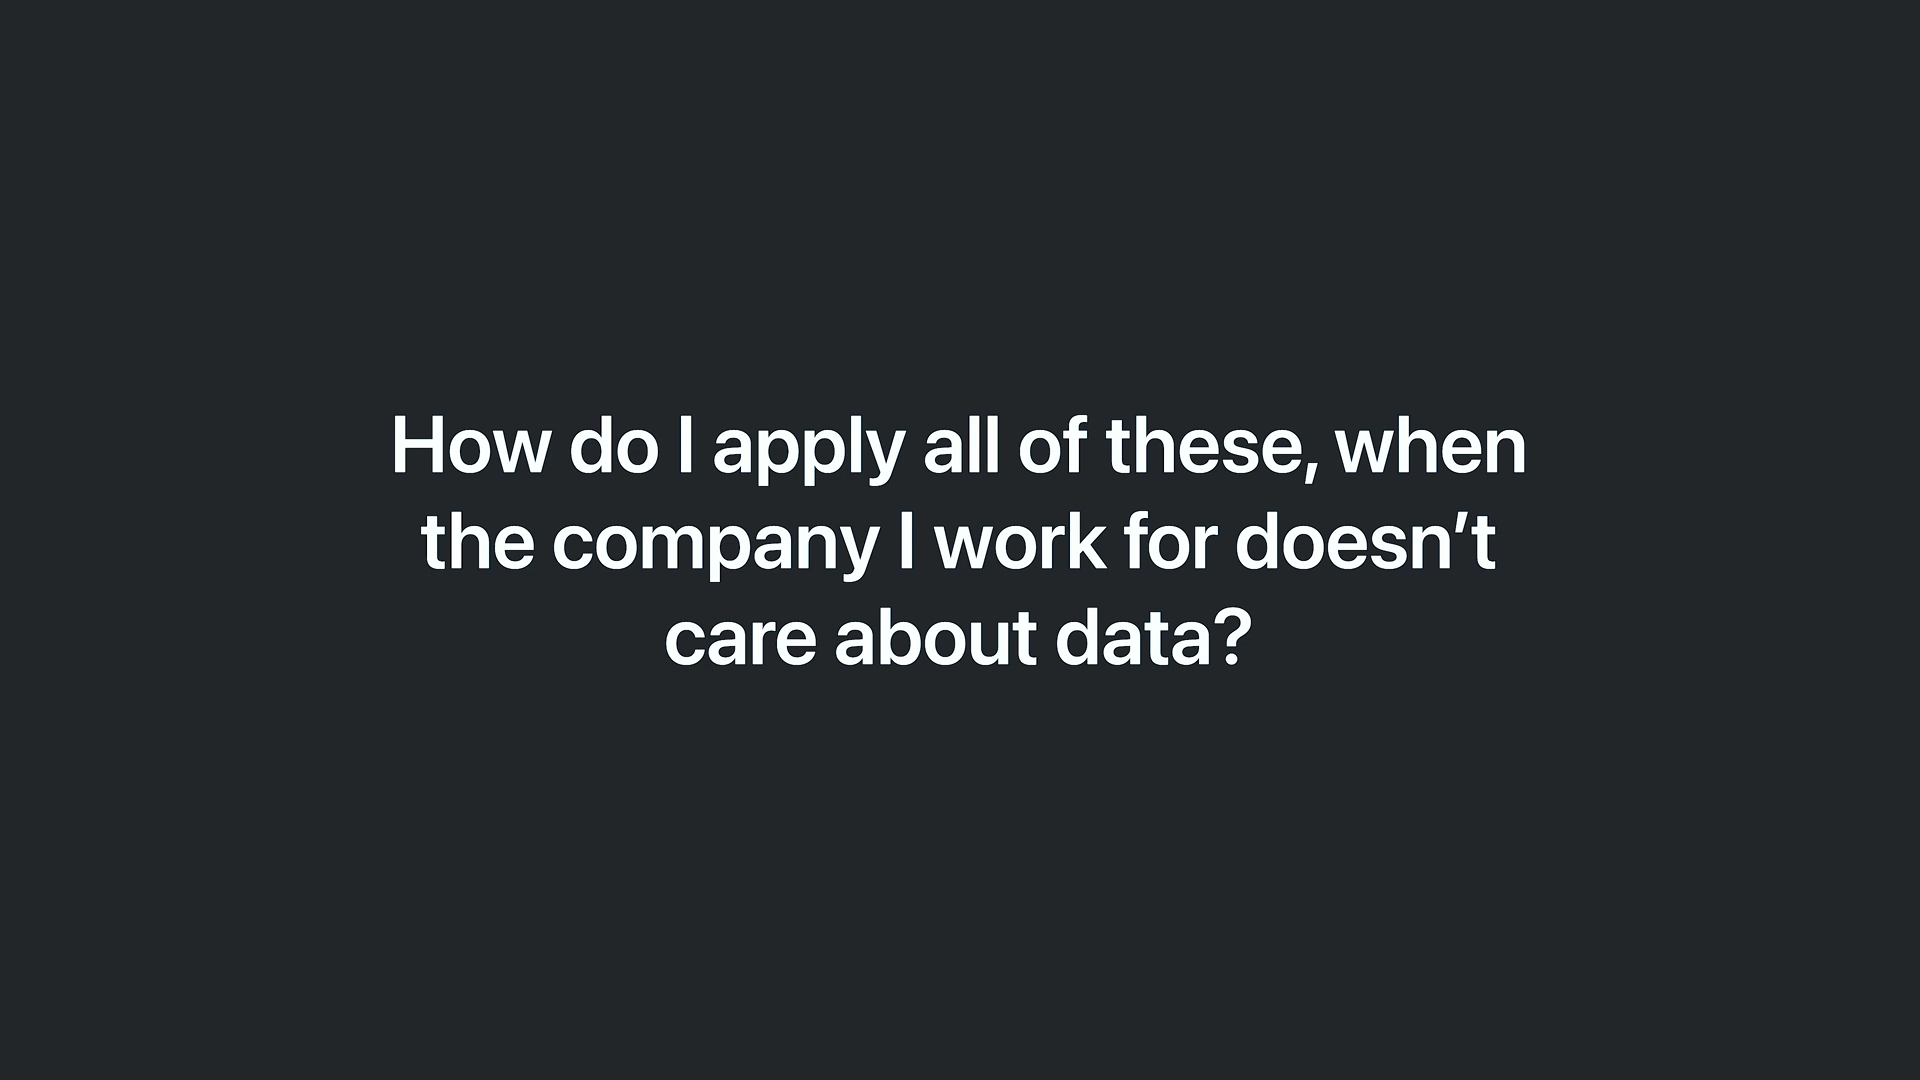 How do I apply all of these, when
the company I work for doesn’t
care about data?